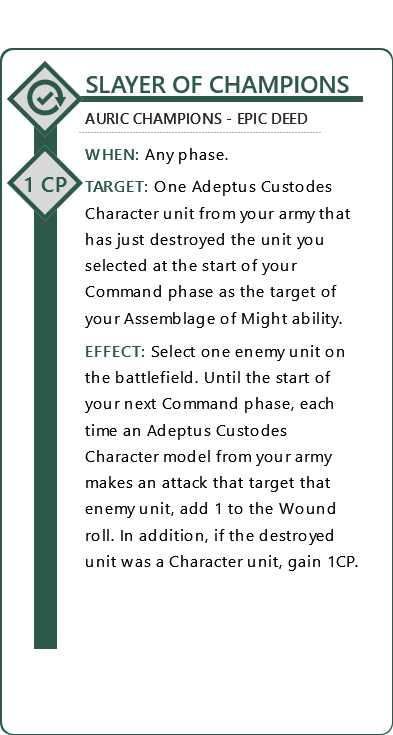 SLAYER OF CHAMPIONS
AURIC CHAMPIONS - EPIC DEED
WHEN: Any phase.
1 CP
TARGET: One Adeptus Custodes
Character unit from your army that
has just destroyed the unit you
selected at the start of your
Command phase as the target of
your Assemblage of Might ability.
EFFECT: Select one enemy unit on
the battlefield. Until the start of
your next Command phase, each
time an Adeptus Custodes
Character model from your army
makes an attack that target that
enemy unit, add 1 to the Wound
roll. In addition, if the destroyed
unit was a Character unit, gain 1CP.